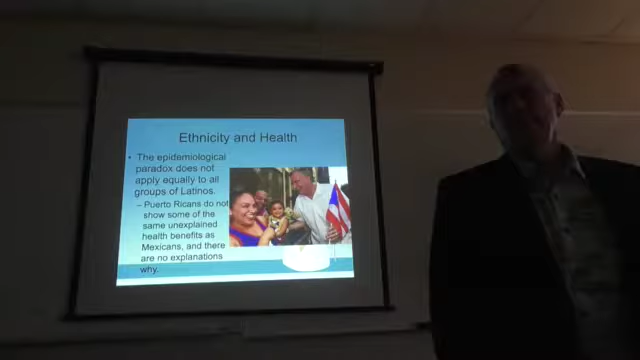 Ethnicity and Health
• The epidemiological
paradox does not
apply equally to all
groups of Latinos.
– Puerto Ricans do not
show some of the
same unexplained
health benefits as
Mexicans, and there
are no explanations
why.